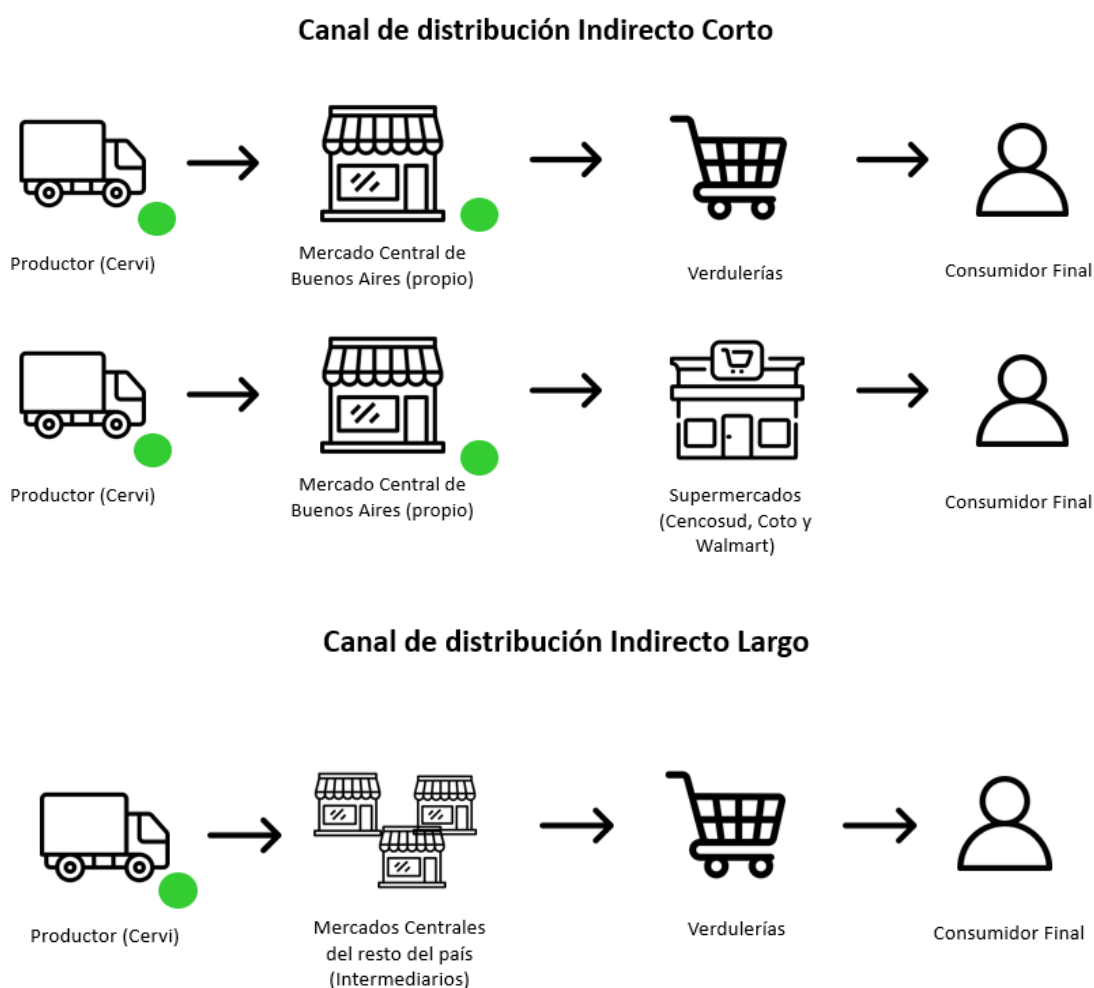 Canal de distribución Indirecto Corto
Productor (Cervi)
Mercado Central de
Buenos Aires (propio)
Verdulerías
Consumidor Final
Productor (Cervi)
Mercado Central de
Buenos Aires (propio)
Supermercados
(Cencosud, Coto y
Walmart)
Consumidor Final
Canal de distribución Indirecto Largo
Productor (Cervi)
Mercados Centrales
del resto del país
(Intermediarios)
Verdulerías
Consumidor Final